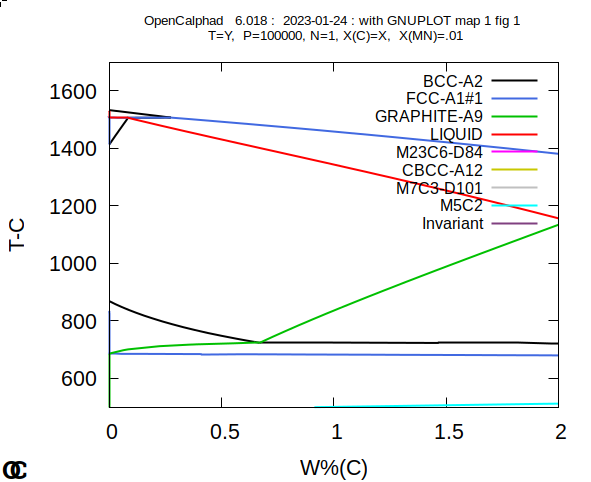 OpenCalphad   6.018 :  2023-01-24 : with GNUPLOT map 1 fig 1
T=Y,  P=100000, N=1, X(C)=X,  X(MN)=.01
BCC-A2
FCC-A1#1
GRAPHITE-A9
LIQUID
M23C6-D84
CBCC-A12
M7C3-D101
M5C2
Invariant
T-C
1600
1400
1200
1000
800
600
0 0.5 1 1.5 2
W%(C)
OC